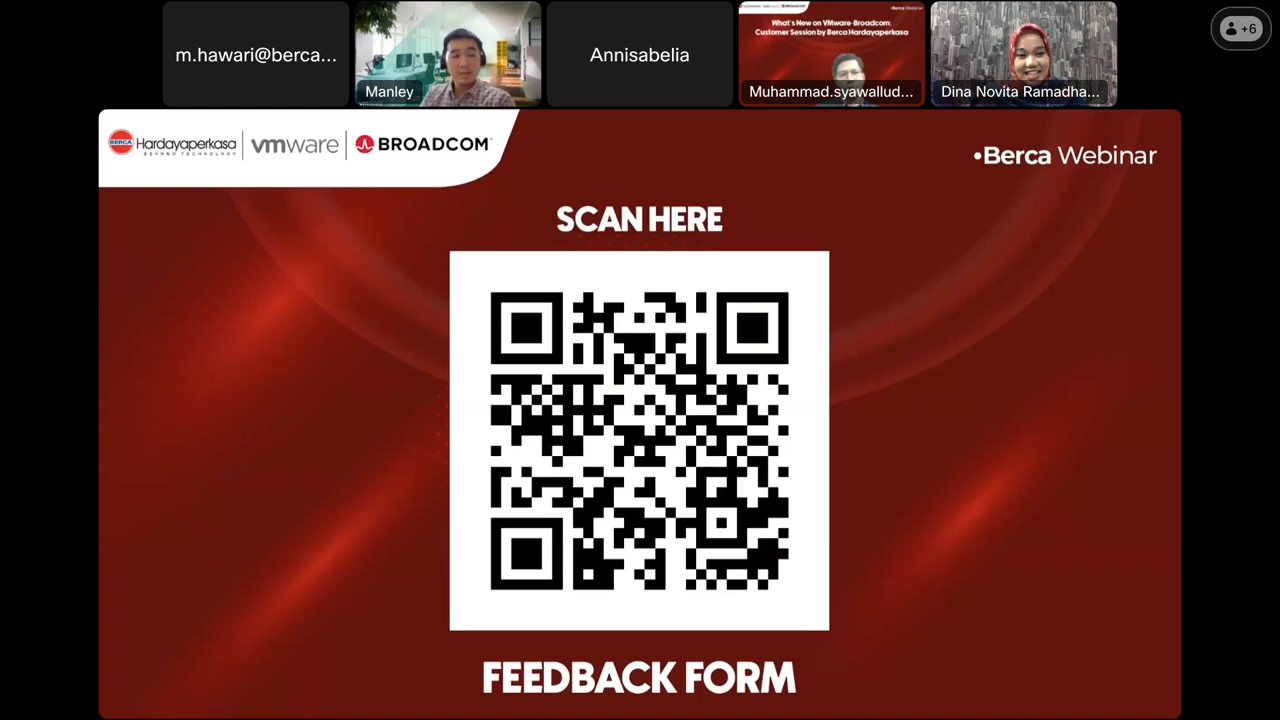 m.hawari@berca...
Manley
Annisabelia
What's New on VMware-Broadcom:
Customer Session by Berca Hardayaperkasa
Muhammad.syawallud...
Dina Novita Ramadha...
+6
BERCA Hardayaperkasa
BEYOND TECHNOLOGY
vmware
BROADCOM
•Berca Webinar
SCAN HERE
FEEDBACK FORM